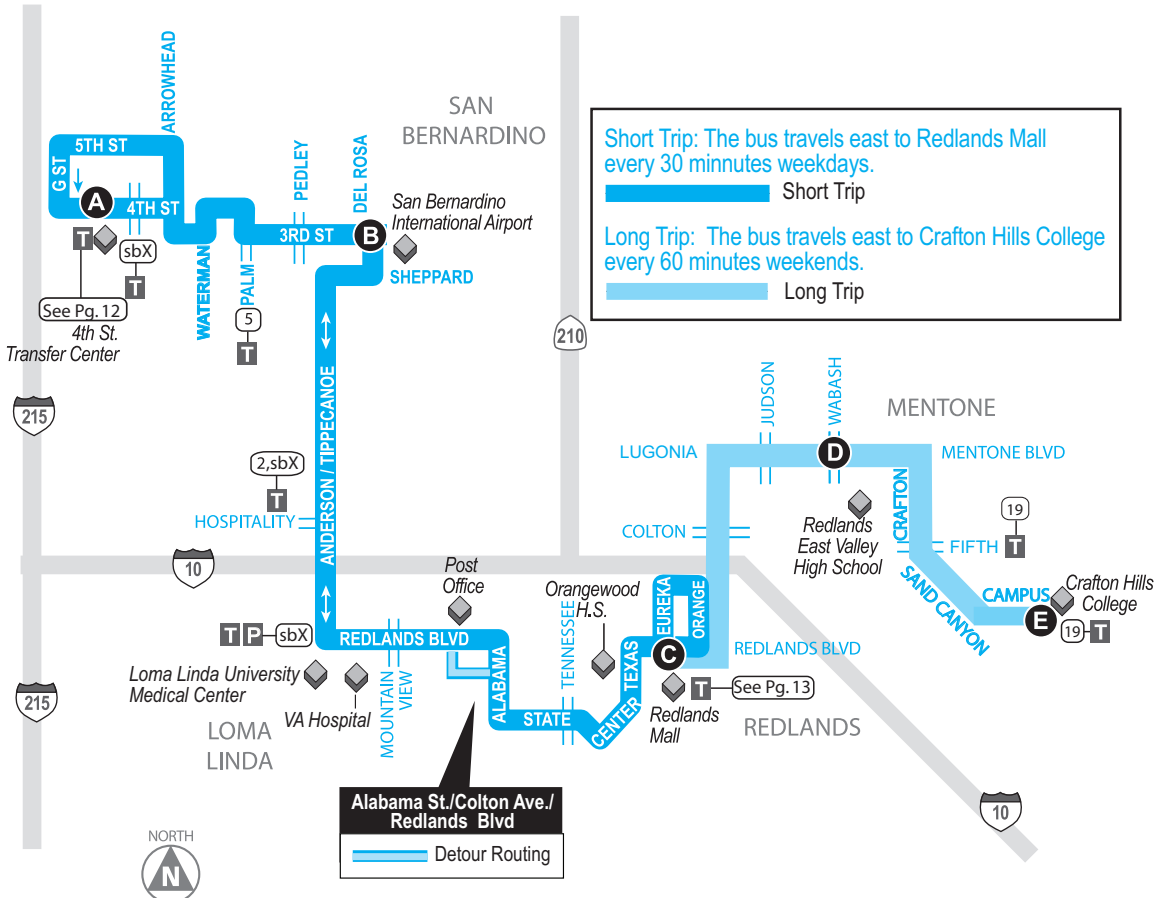 ARROWHEAD
5TH ST
G ST
A
4TH ST
SAN
BERNARDINO
PEDLEY
DEL ROSA
San Bernardino
International Airport
B
3RD ST
SHEPPARD
WATERMAN
PALM
T
sbX
T
See Pg. 12
4th St.
Transfer Center
5
T
Short Trip: The bus travels east to Redlands Mall
every 30 minnutes weekdays.
Short Trip
Long Trip: The bus travels east to Crafton Hills College
every 60 minutes weekends.
Long Trip
210
215
ANDERSON / TIPPECANOE
2,sbX
T
HOSPITALITY
10
JUDSON
WABASH
MENTONE
LUGONIA
D
MENTONE BLVD
COLTON
CRAFTON
Redlands
East Valley
High School
19
FIFTH T
SAND CANYON
CAMPUS
E
Crafton Hills
College
19 T
Post
Office
Orangewood
H.S.
TENNESSEE
EUREKA
ORANGE
T P sbX
REDLANDS BLVD
C
REDLANDS BLVD
Loma Linda University
Medical Center
VA Hospital
MOUNTAIN
VIEW
ALABAMA
STATE
CENTER
TEXAS
T See Pg. 13
Redlands
Mall
REDLANDS
215
LOMA
LINDA
Alabama St./Colton Ave./
Redlands Blvd
Detour Routing
10
NORTH
N